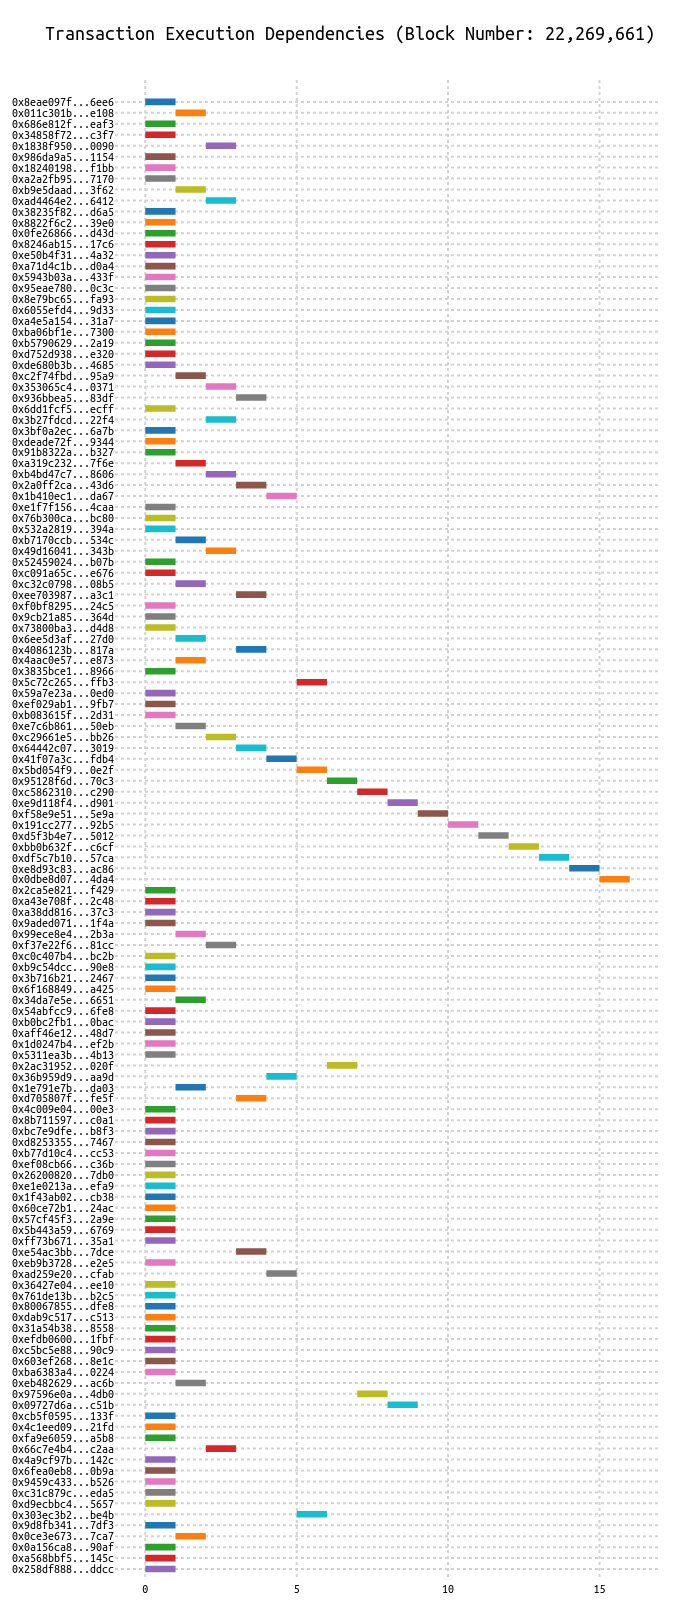 Transaction Execution Dependencies (Block Number: 22,269,661)
0x8eae097f...6ee6
0x011c301b...e108
0x686e812f...eaf3
0x34858f72...c3f7
0x1838f950...0090
0x986da9a5...1154
0x18240198...f1bb
0xa2a2fb95...7170
0xb9e5daad...3f62
0xad4464e2...6412
0x38235f82...d6a5
0x8822f6c2...39e0
0x0fe26866...d43d
0x8246ab15...17c6
0xe50b4f31...4a32
0xa71d4c1b...d0a4
0x5943b03a...433f
0x95eae780...0c3c
0x8e79bc65...fa93
0x6055efd4...9d33
0xa4e5a154...31a7
0xba06bf1e...7300
0xb5790629...2a19
0xd752d938...e320
0xde680b3b...4685
0xc2f74fbd...95a9
0x353065c4...0371
0x936bbea5...83df
0x6dd1fcf5...ecff
0x3b27fdcd...22f4
0x3bf0a2ec...6a7b
0xdeade72f...9344
0x91b8322a...b327
0xa319c232...7f6e
0xb4bd47c7...8606
0x2a0ff2ca...43d6
0x1b410ec1...da67
0xe1f7f156...4caa
0x76b300ca...bc80
0x532a2819...394a
0xb7170ccb...534c
0x49d16041...343b
0x52459024...b07b
0xc091a65c...e676
0xc32c0798...08b5
0xee703987...a3c1
0xf0bf8295...24c5
0x9cb21a85...364d
0x73800ba3...d4d8
0x6ee5d3af...27d0
0x4086123b...817a
0x4aac0e57...e873
0x3835bce1...8966
0x5c72c265...ffb3
0x59a7e23a...0ed0
0xef029ab1...9fb7
0xb083615f...2d31
0xe7c6b861...50eb
0xc29661e5...bb26
0x64442c07...3019
0x41f07a3c...fdb4
0x5bd054f9...0e2f
0x95128f6d...70c3
0xc5862310...c290
0xe9d118f4...d901
0xf58e9e51...5e9a
0x191cc277...92b5
0xd5f3b4e7...5012
0xbb0b632f...c6cf
0xdf5c7b10...57ca
0xe8d93c83...ac86
0x0dbe8d07...4da4
0x2ca5e821...f429
0xa43e708f...2c48
0xa38dd816...37c3
0x9aded071...1f4a
0x99ece8e4...2b3a
0xf37e22f6...81cc
0xc0c407b4...bc2b
0xb9c54dcc...90e8
0x3b716b21...2467
0x6f168849...a425
0x34da7e5e...6651
0x54abfcc9...6fe8
0xb0bc2fb1...0bac
0xaff46e12...48d7
0x1d0247b4...ef2b
0x5311ea3b...4b13
0x2ac31952...020f
0x36b959d9...aa9d
0x1e791e7b...da03
0xd705807f...fe5f
0x4c009e04...00e3
0x8b711597...c0a1
0xbc7e9dfe...b8f3
0xd8253355...7467
0xb77d10c4...cc53
0xef08cb66...c36b
0x26200820...7db0
0xe1e0213a...efa9
0x1f43ab02...cb38
0x60ce72b1...24ac
0x57cf45f3...2a9e
0x5b443a59...6769
0xff73b671...35a1
0xe54ac3bb...7dce
0xeb9b3728...e2e5
0xad259e20...cfab
0x36427e04...ee10
0x761de13b...b2c5
0x80067855...dfe8
0xdab9c517...c513
0x31a54b38...8558
0xefdb0600...1fbf
0xc5bc5e88...90c9
0x603ef268...8e1c
0xba6383a4...0224
0xeb482629...ac6b
0x97596e0a...4db0
0x09727d6a...c51b
0xcb5f0595...133f
0x4c1eed09...21fd
0xfa9e6059...a5b8
0x66c7e4b4...c2aa
0x4a9cf97b...142c
0x6fea0eb8...0b9a
0x9459c433...b526
0xc31c879c...eda5
0xd9ecbbc4...5657
0x303ec3b2...be4b
0x9d8fb341...7df3
0x0ce3e673...7ca7
0x0a156ca8...90af
0xa568bbf5...145c
0x258df888...ddcc
0 5 10 15